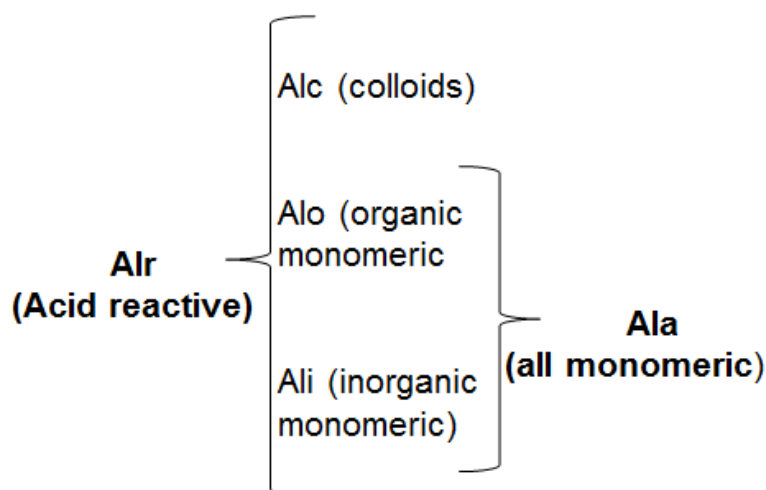 Alc (colloids)
Alo (organic
monomeric
Alr
(Acid reactive)
Ali (inorganic
monomeric)
Ala
(all monomeric)